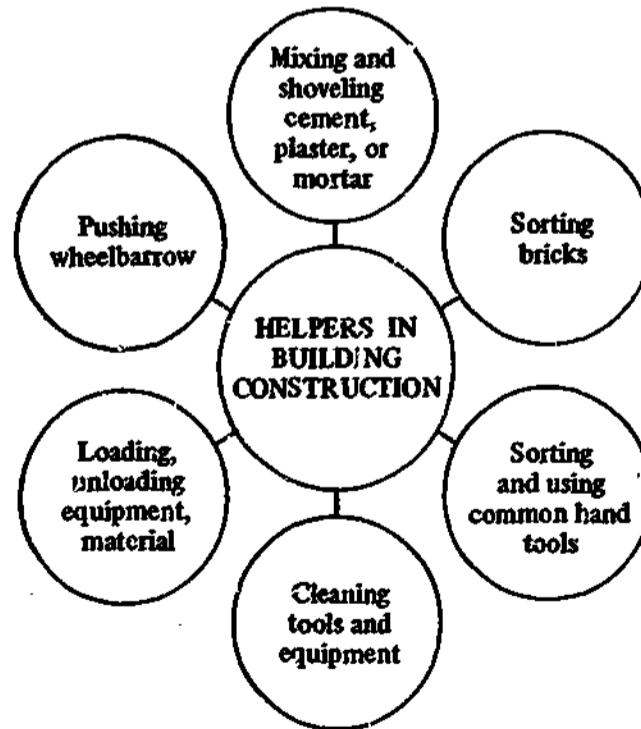 Mixing and
shoveling
cement,
plaster, or
mortar
Pushing
wheelbarrow
Sorting
bricks
HELPERS IN
BUILDING
CONSTRUCTION
Loading,
unloading
equipment,
material
Sorting
and using
common hand
tools
Cleaning
tools and
equipment